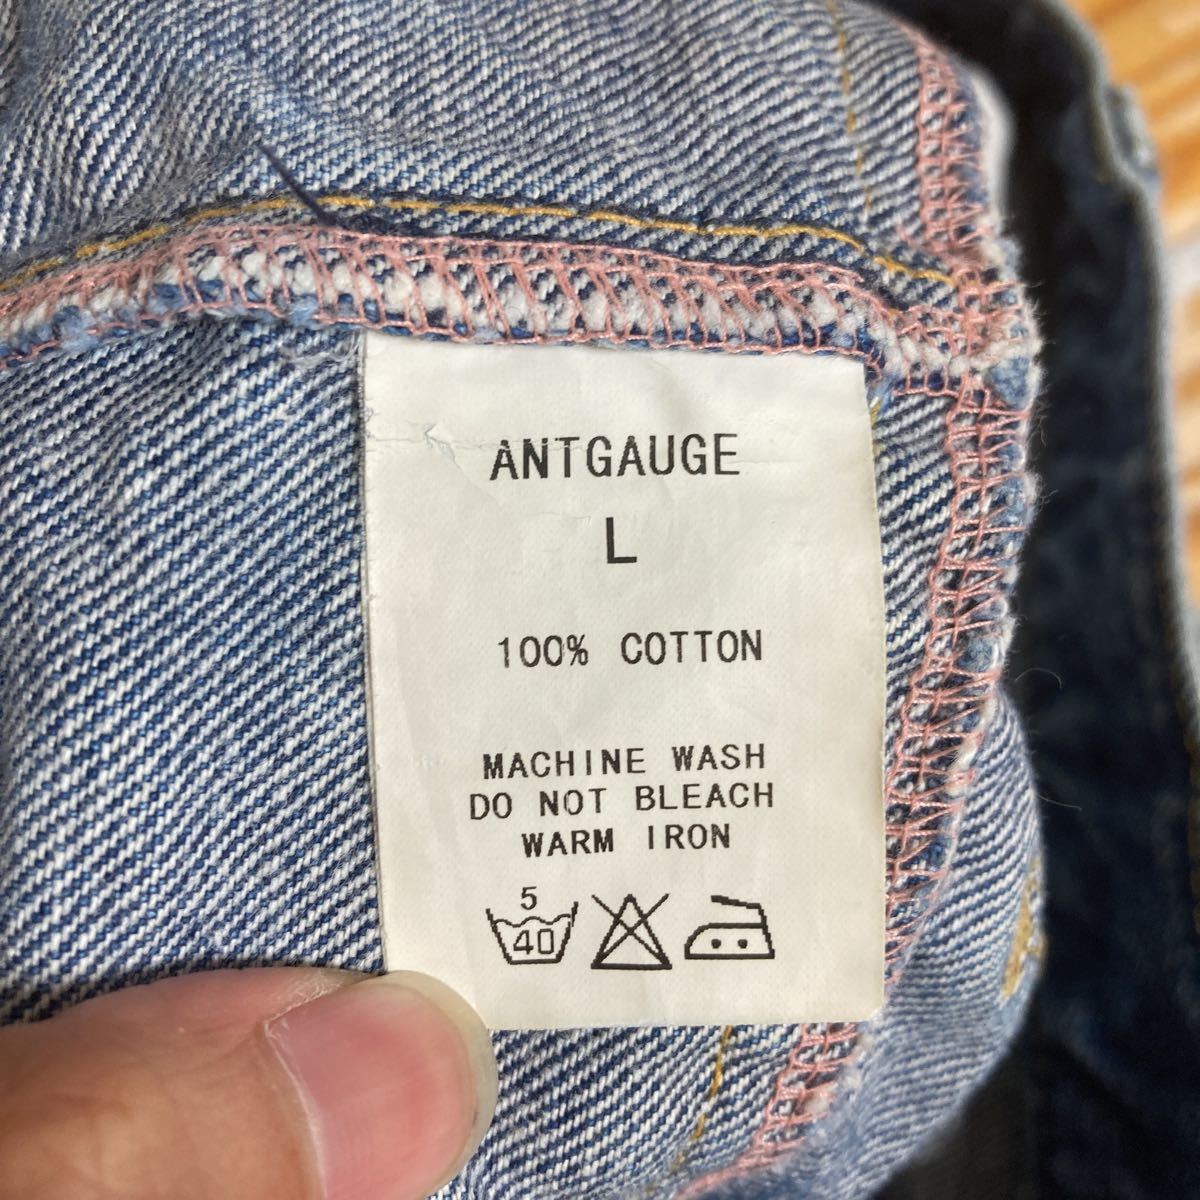 ANTGAUGE
L
100% COTTON
MACHINE WASH
DO NOT BLEACH
WARM IRON
5
40